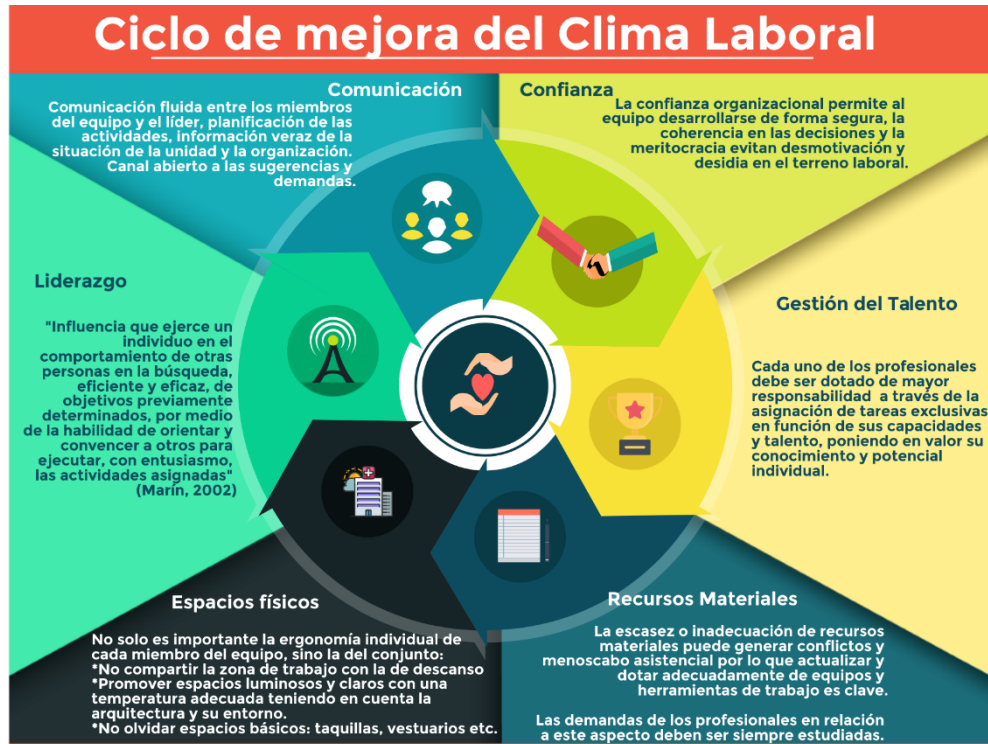 Ciclo de mejora del Clima Laboral
Comunicación
Comunicación fluida entre los miembros
del equipo y el líder, planificación de las
actividades, información veraz de la
situación de la unidad y la organización.
Canal abierto a las sugerencias y
demandas.
Confianza
La confianza organizacional permite al
equipo desarrollarse de forma segura, la
coherencia en las decisiones y la
meritocracia evitan desmotivación y
desidia en el terreno laboral.
Liderazgo
"Influencia que ejerce un
individuo en el
comportamiento de otras
personas en la búsqueda,
eficiente y eficaz, de
objetivos previamente
determinados, por medio
de la habilidad de orientar y
convencer a otros para
ejecutar, con entusiasmo,
las actividades asignadas"
(Marín, 2002)
Gestión del Talento
Cada uno de los profesionales
debe ser dotado de mayor
responsabilidad a través de la
asignación de tareas exclusivas
en función de sus capacidades
y talento, poniendo en valor su
conocimiento y potencial
individual.
Espacios físicos
No solo es importante la ergonomía individual de
cada miembro del equipo, sino la del conjunto:
*No compartir la zona de trabajo con la de descanso
*Promover espacios luminosos y claros con una
temperatura adecuada teniendo en cuenta la
arquitectura y su entorno.
*No olvidar espacios básicos: taquillas, vestuarios etc.
Recursos Materiales
La escasez o inadecuación de recursos
materiales puede generar conflictos y
menoscabo asistencial por lo que actualizar y
dotar adecuadamente de equipos y
herramientas de trabajo es clave.
Las demandas de los profesionales en relación
a este aspecto deben ser siempre estudiadas.